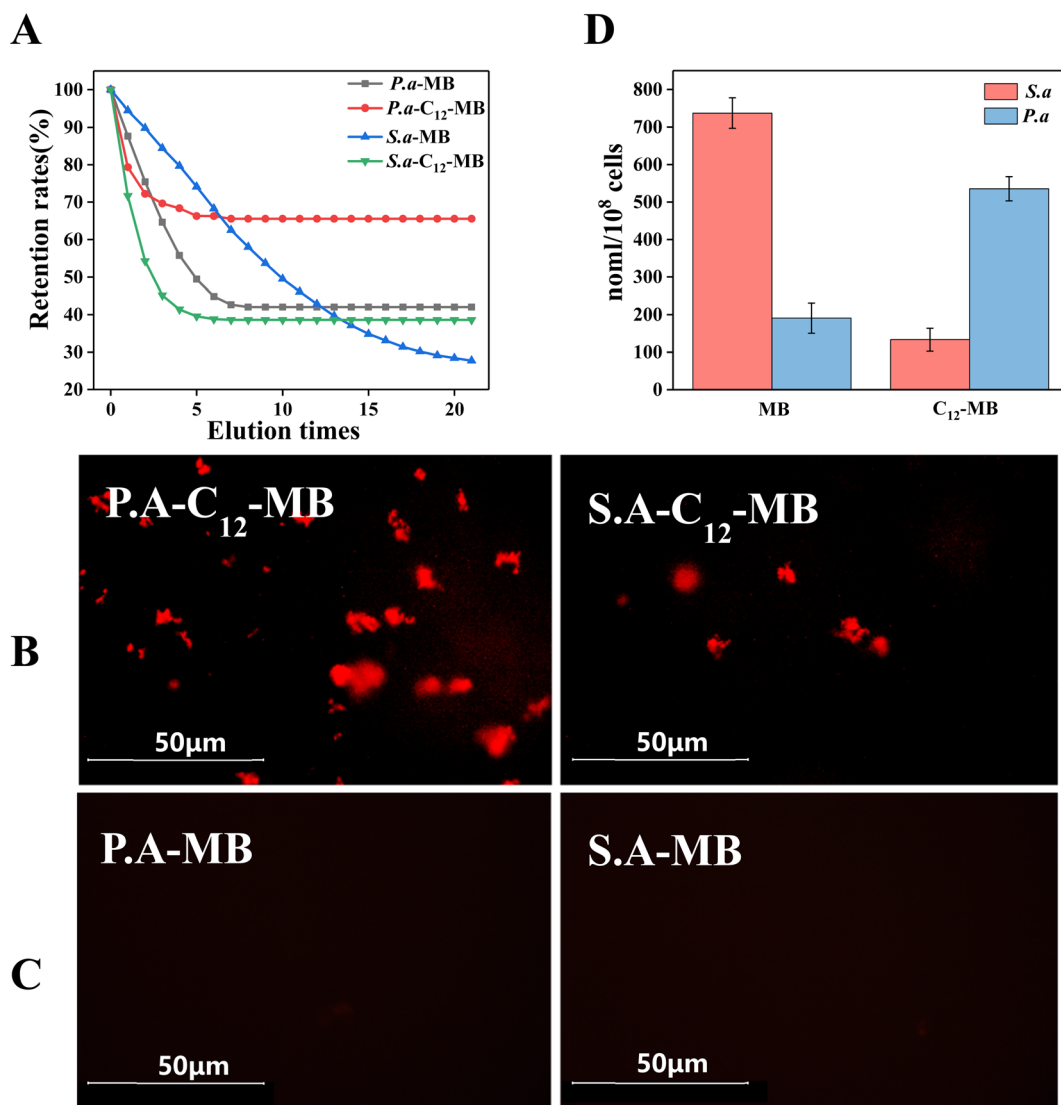 A
Retention rates(%)
100
90
80
70
60
50
40
30
20
P.a-MB
P.a-C₁₂-MB
S.a-MB
S.a-C₁₂-MB
0 5 10 15 20
Elution times
D
noml/10⁸ cells
800
700
600
500
400
300
200
100
0
S.a
P.a
MB C₁₂-MB
B
P.A-C₁₂-MB
50μm
S.A-C₁₂-MB
50μm
C
P.A-MB
50μm
S.A-MB
50μm